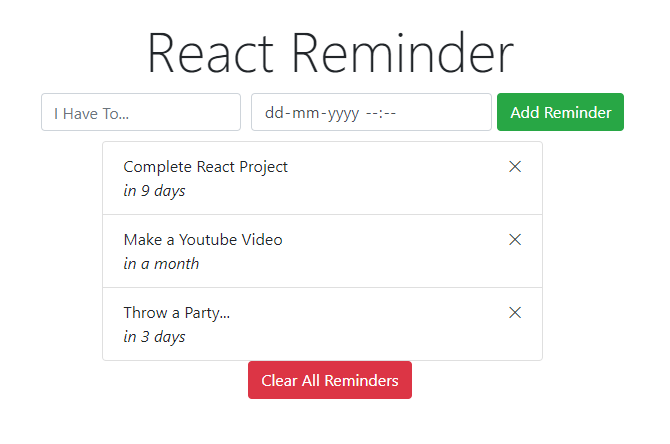 React Reminder
I Have To...
dd-mm-yyyy --:--
Add Reminder
Complete React Project
in 9 days
Make a Youtube Video
in a month
Throw a Party...
in 3 days
Clear All Reminders